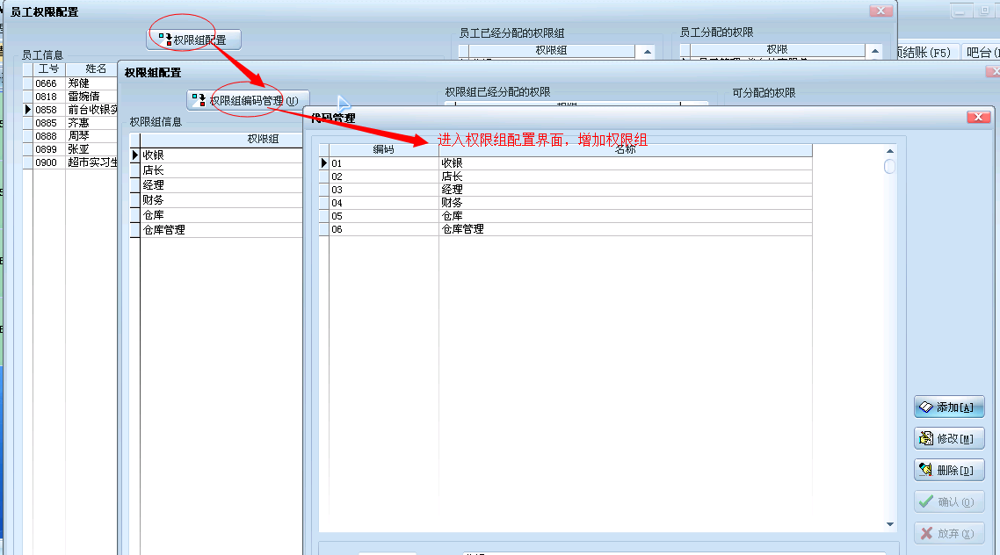 员工权限配置
权限组配置
员工已经分配的权限组
员工分配的权限
权限组
权限
员工信息
工号 姓名
0666 郑健
0818 雷婉倩
0858 前台收银实
0885 齐惠
0888 周琴
0899 张亚
0900 超市实习生
预结账(F5)
吧台(
权限组配置
权限组编码管理(U)
权限组已经分配的权限
可分配的权限
权限组信息
权限组
收银
店长
经理
财务
仓库
仓库管理
代码管理
进入权限组配置界面，增加权限组
编码 名称
01 收银
02 店长
03 经理
04 财务
05 仓库
06 仓库管理
添加[A]
修改[M]
删除[D]
确认(O)
放弃(X)